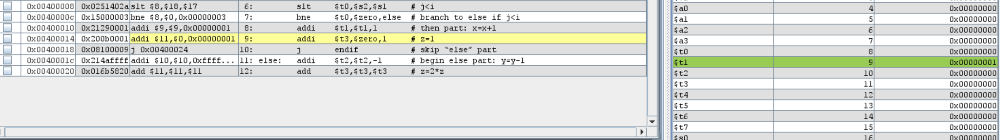 0x00400008 0x0251402a slt $8,$18,$17 6: slt $t0,$s2,$s1 # j<i
0x0040000c 0x15000003 bne $8,$0,0x00000003 7: bne $t0,$zero,else # branch to else if j<i
0x00400010 0x21290001 addi $9,$9,0x00000001 8: addi $t1,$t1,1 # then part: x=x+1
0x00400014 0x200b0001 addi $11,$0,0x00000001 9: addi $t3,$zero,1 # z=1
0x00400018 0x08100009 j 0x00400024 10: j endif # skip “else” part
0x0040001c 0x214affff addi $10,$10,0xffff... 11: else: addi $t2,$t2,-1 # begin else part: y=y-1
0x00400020 0x016b5820 add $11,$11,$11 12: add $t3,$t3,$t3 # z=2*z
$a0 4 0x00000000
$a1 5 0x00000000
$a2 6 0x00000000
$a3 7 0x00000000
$t0 8 0x00000000
$t1 9 0x00000001
$t2 10 0x00000000
$t3 11 0x00000000
$t4 12 0x00000000
$t5 13 0x00000000
$t6 14 0x00000000
$t7 15 0x00000000
$s0 16 0x00000000